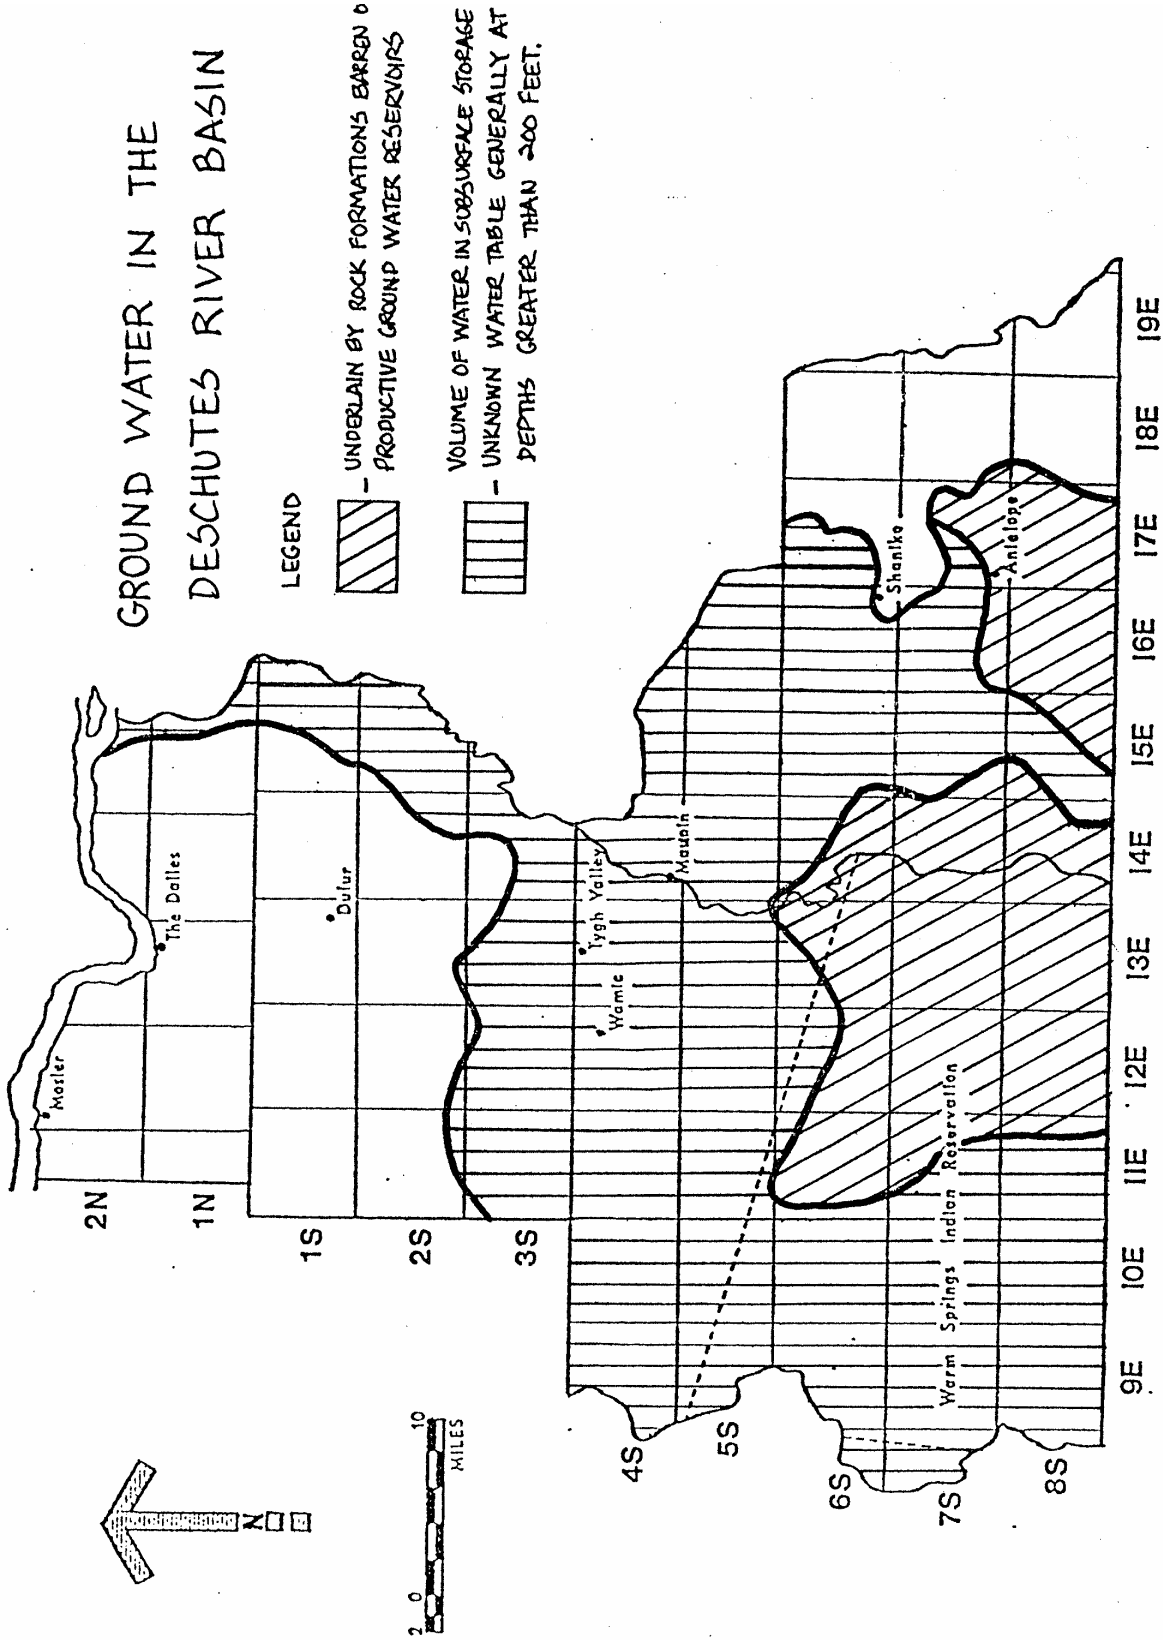 GROUND WATER IN THE
DESCHUTES RIVER BASIN
LEGEND
- UNDERLAIN BY ROCK FORMATIONS BARREN O
PRODUCTIVE GROUND WATER RESERVOIRS
VOLUME OF WATER IN SUBSURFACE STORAGE
- UNKNOWN WATER TABLE GENERALLY AT
DEPTHS GREATER THAN 200 FEET.
N
2 0 10
MILES
Mosier
The Dalles
Dufur
Tygh Valley
Wamic
Maupin
Shaniko
Antelope
Warm Springs Indian Reservation
2N
1N
1S
2S
3S
4S
5S
6S
7S
8S
9E 10E 11E 12E 13E 14E 15E 16E 17E 18E 19E